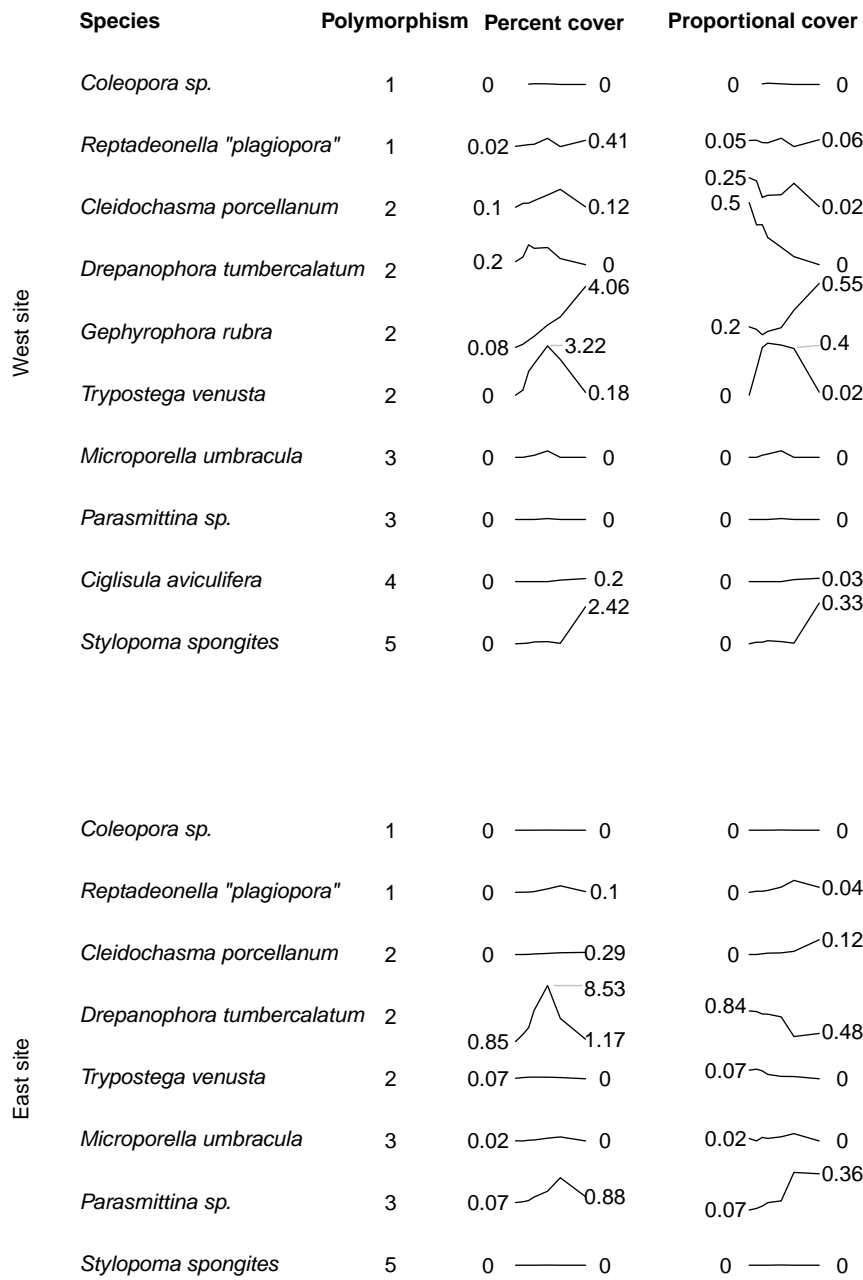 Species Polymorphism Percent cover Proportional cover
West site
Coleopora sp. 1 0 0 0 0
Reptadeonella "plagiopora" 1 0.02 0.41 0.05 0.06
Cleidochasma porcellanum 2 0.1 0.12 0.25 0.02
Drepanophora tumbercalatum 2 0.2 0 0.5 0
Gephyrophora rubra 2 0.08 4.06 0.2 0.55
Trypostega venusta 2 0 3.22 0.18 0 0.4 0.02
Microporella umbracula 3 0 0 0 0
Parasmittina sp. 3 0 0 0 0
Ciglisula aviculifera 4 0 0.2 0 0.03
Stylopoma spongites 5 0 2.42 0 0.33
East site
Coleopora sp. 1 0 0 0 0
Reptadeonella "plagiopora" 1 0 0.1 0 0.04
Cleidochasma porcellanum 2 0 0.29 0 0.12
Drepanophora tumbercalatum 2 0.85 8.53 1.17 0.84 0.48
Trypostega venusta 2 0.07 0 0.07 0
Microporella umbracula 3 0.02 0 0.02 0
Parasmittina sp. 3 0.07 0.88 0.07 0.36
Stylopoma spongites 5 0 0 0 0